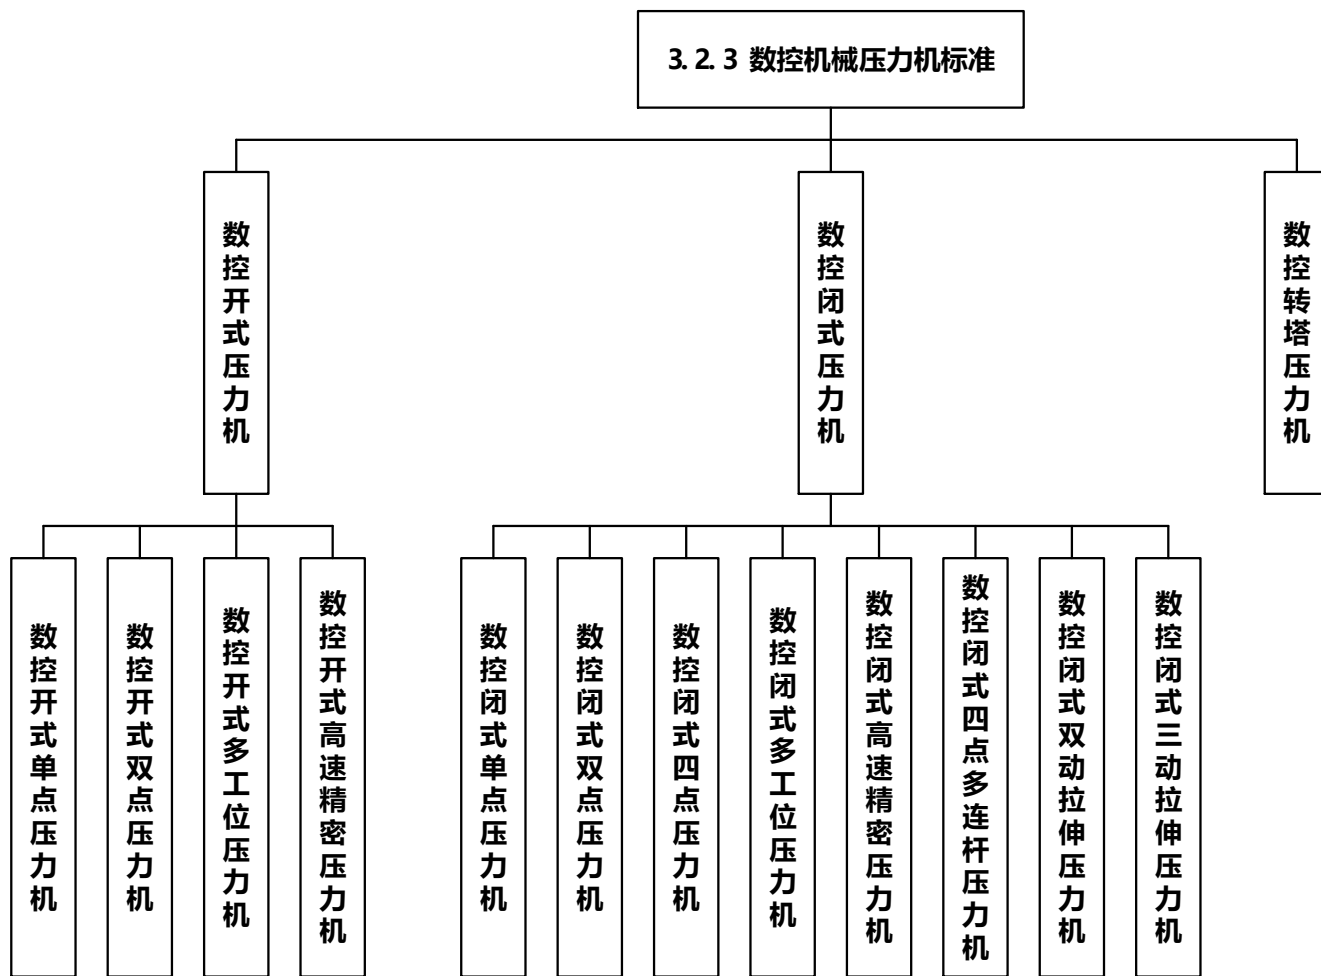 3.2.3 数控机械压力机标准
数控开式压力机
数控闭式压力机
数控转塔压力机
数控开式单点压力机
数控开式双点压力机
数控开式多工位压力机
数控开式高速精密压力机
数控闭式单点压力机
数控闭式双点压力机
数控闭式四点压力机
数控闭式多工位压力机
数控闭式高速精密压力机
数控闭式四点多连杆压力机
数控闭式双动拉伸压力机
数控闭式三动拉伸压力机